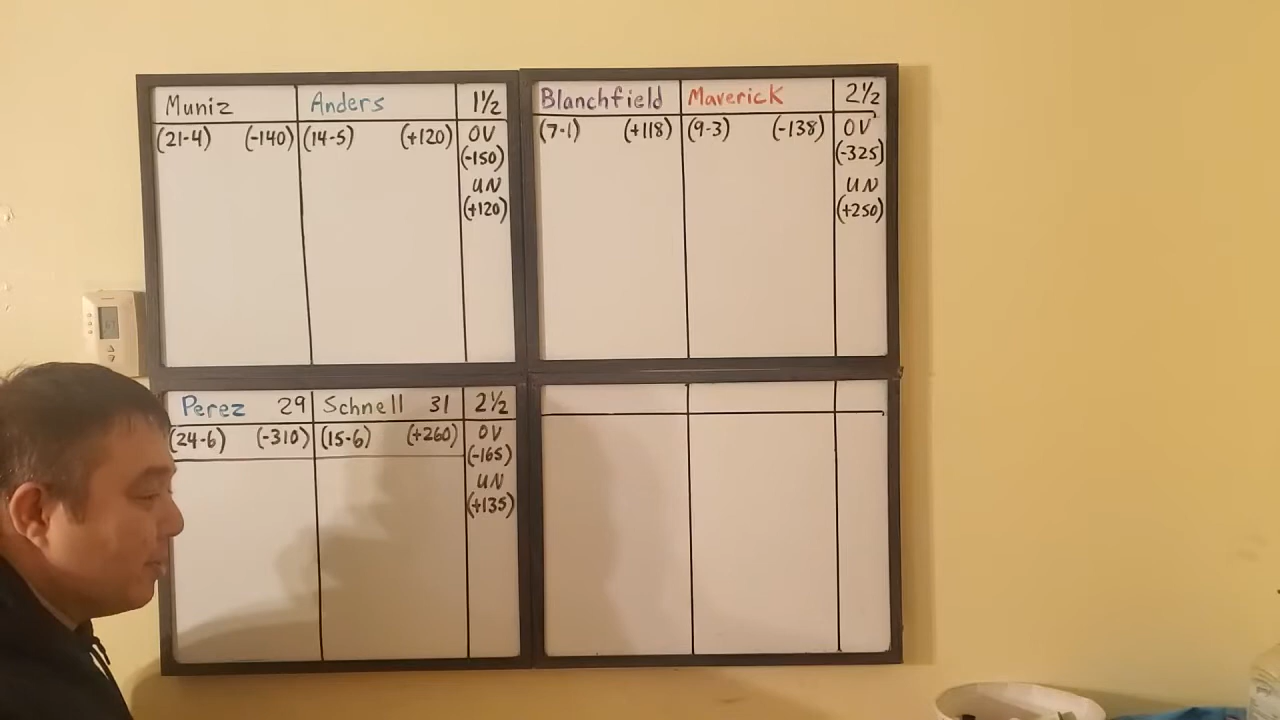 Muniz Anders 1½
(21-4) (-140) (14-5) (+120) OV
(-150)
UN
(+120)
Blanchfield Maverick 2½
(7-1) (+118) (9-3) (-138) OV
(-325)
UN
(+250)
Perez 29 Schnell 31 2½
(24-6) (-310) (15-6) (+260) OV
(-165)
UN
(+135)